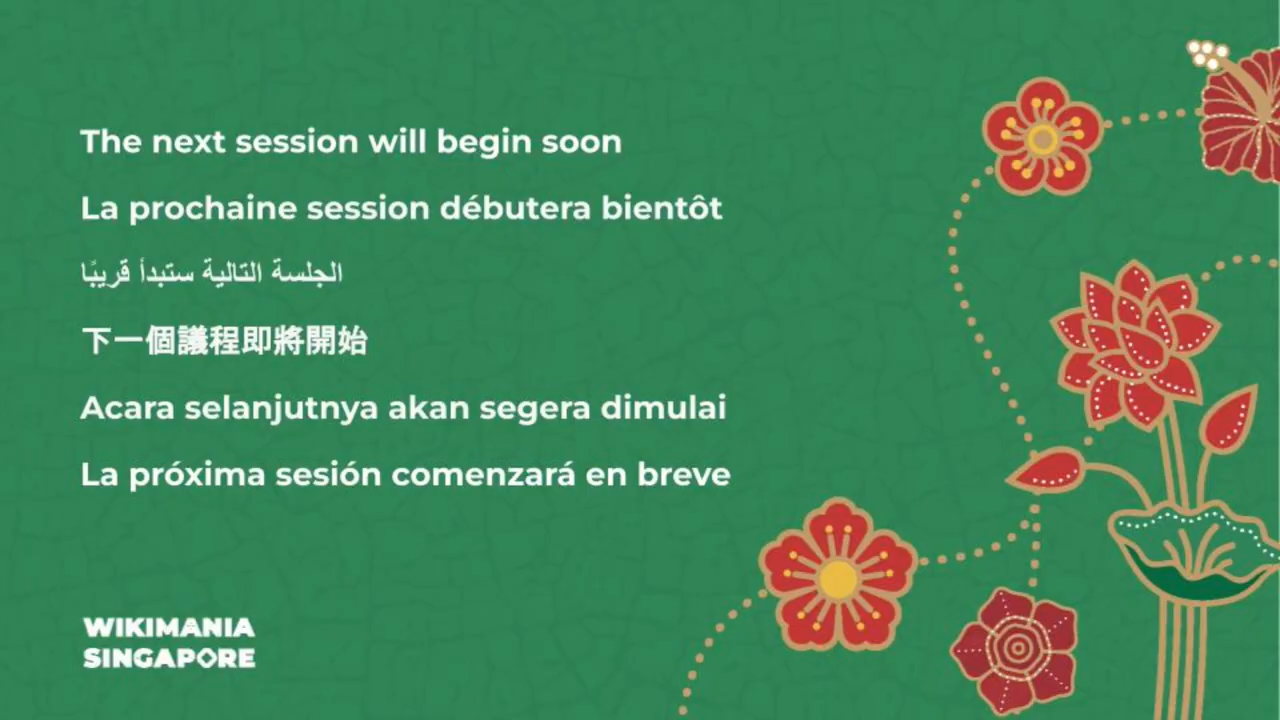 The next session will begin soon
La prochaine session débutera bientôt
الجلسة التالية ستبدأ قريبًا
下一個議程即將開始
Acara selanjutnya akan segera dimulai
La próxima sesión comenzará en breve
WIKIMANIA
SINGAPORE